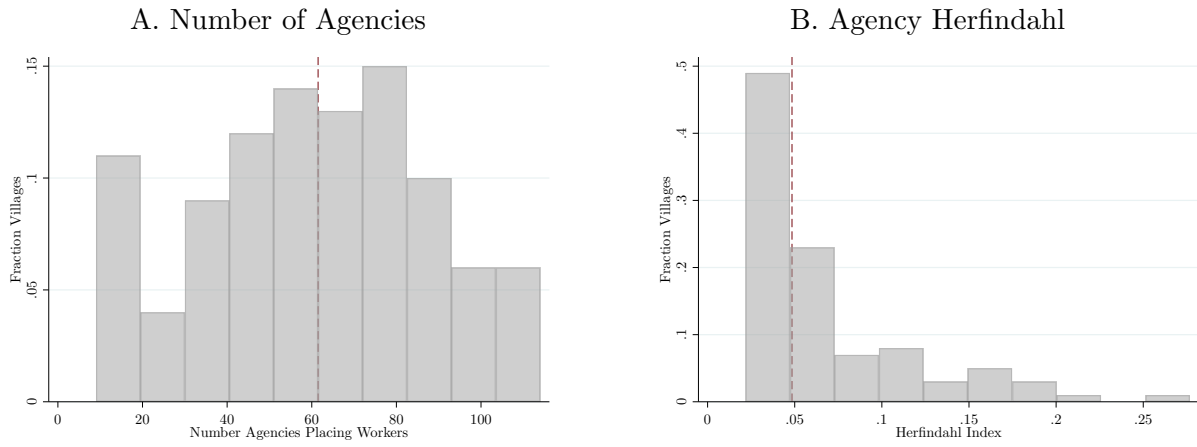 A. Number of Agencies
.15
.1
.05
0
Fraction Villages
0 20 40 60 80 100
Number Agencies Placing Workers
B. Agency Herfindahl
.5
.4
.3
.2
.1
0
Fraction Villages
0 .05 .1 .15 .2 .25
Herfindahl Index